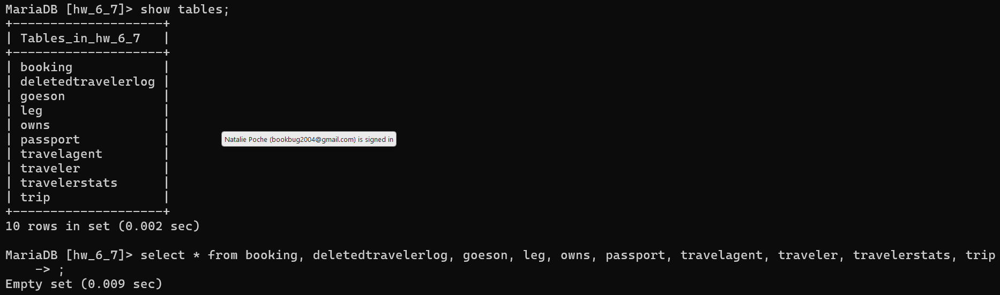 MariaDB [hw_6_7]> show tables;
+--------------------+
| Tables_in_hw_6_7   |
+--------------------+
| booking            |
| deletedtravelerlog |
| goeson             |
| leg                |
| owns               |
| passport           |
Natalie Poche (bookbug2004@gmail.com) is signed in
| travelagent        |
| traveler           |
| travelerstats      |
| trip               |
+--------------------+
10 rows in set (0.002 sec)
MariaDB [hw_6_7]> select * from booking, deletedtravelerlog, goeson, leg, owns, passport, travelagent, traveler, travelerstats, trip
    -> ;
Empty set (0.009 sec)